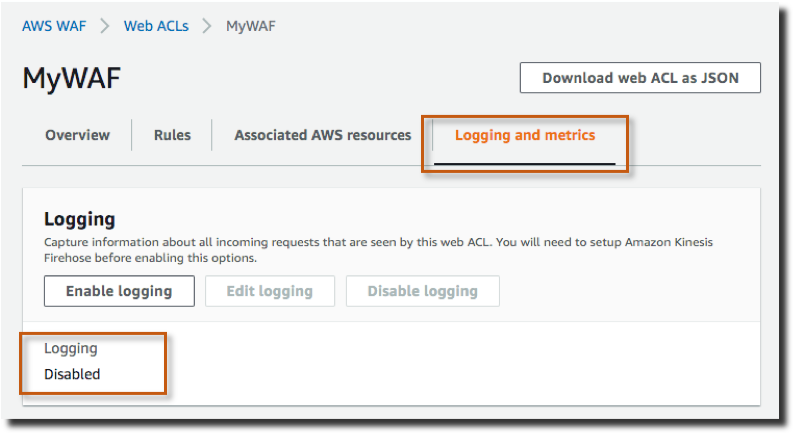 AWS WAF > Web ACLs > MyWAF
MyWAF
Download web ACL as JSON
Overview Rules Associated AWS resources Logging and metrics
Logging
Capture information about all incoming requests that are seen by this web ACL. You will need to setup Amazon Kinesis
Firehose before enabling this options.
Enable logging Edit logging Disable logging
Logging
Disabled